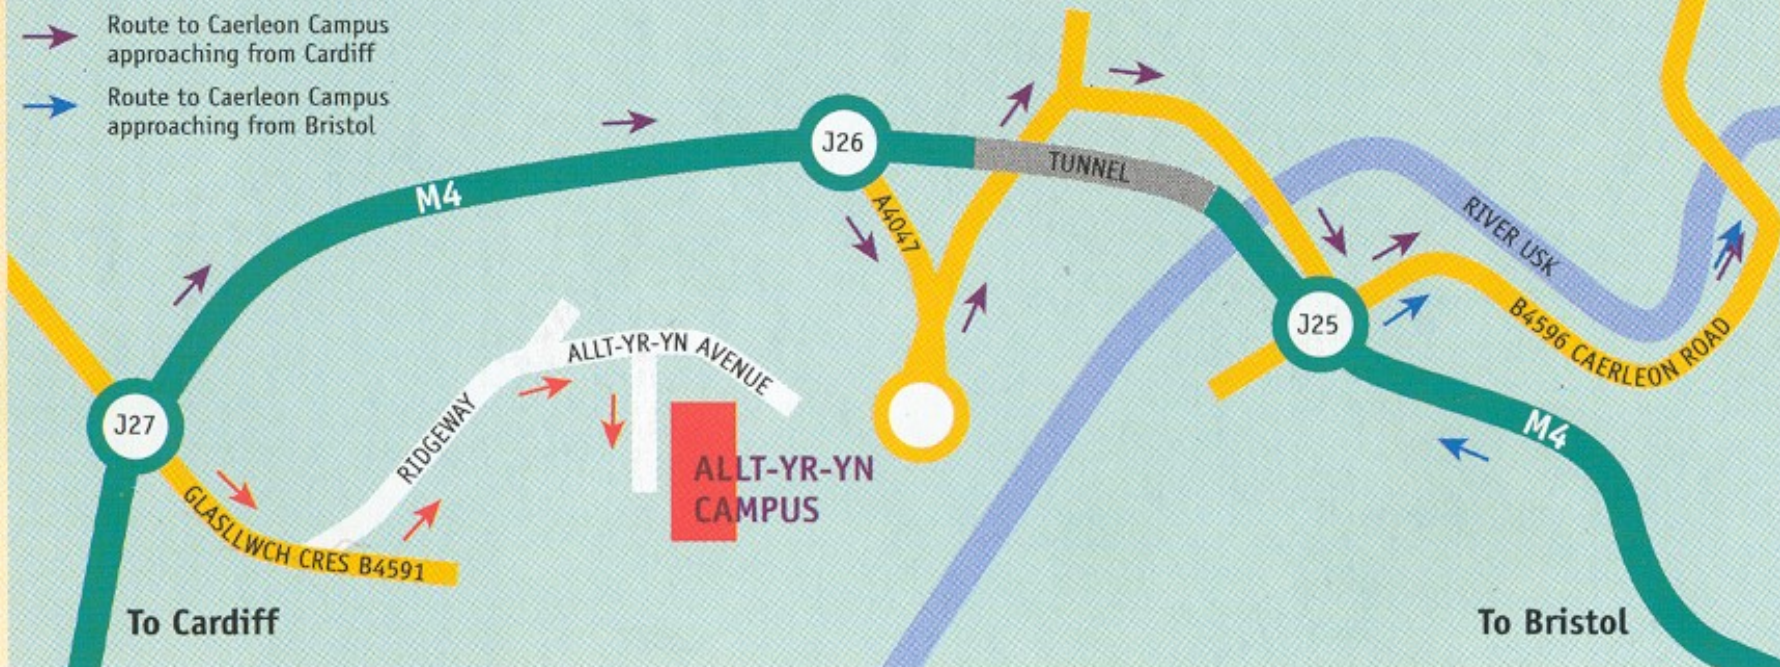 Route to Caerleon Campus
approaching from Cardiff
Route to Caerleon Campus
approaching from Bristol
J26
TUNNEL
M4
A4047
RIVER USK
J25
B4596 CAERLEON ROAD
ALLT-YR-YN AVENUE
J27
RIDGEWAY
M4
ALLT-YR-YN
CAMPUS
GLASLLWCH CRES B4591
To Cardiff
To Bristol